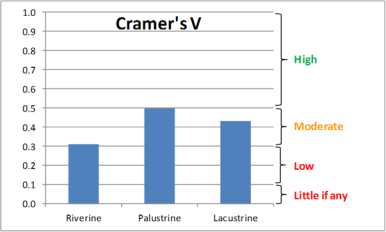 Cramer's V
1.0
0.9
0.8
0.7
0.6
0.5
0.4
0.3
0.2
0.1
0.0
High
Moderate
Low
Little if any
Riverine Palustrine Lacustrine